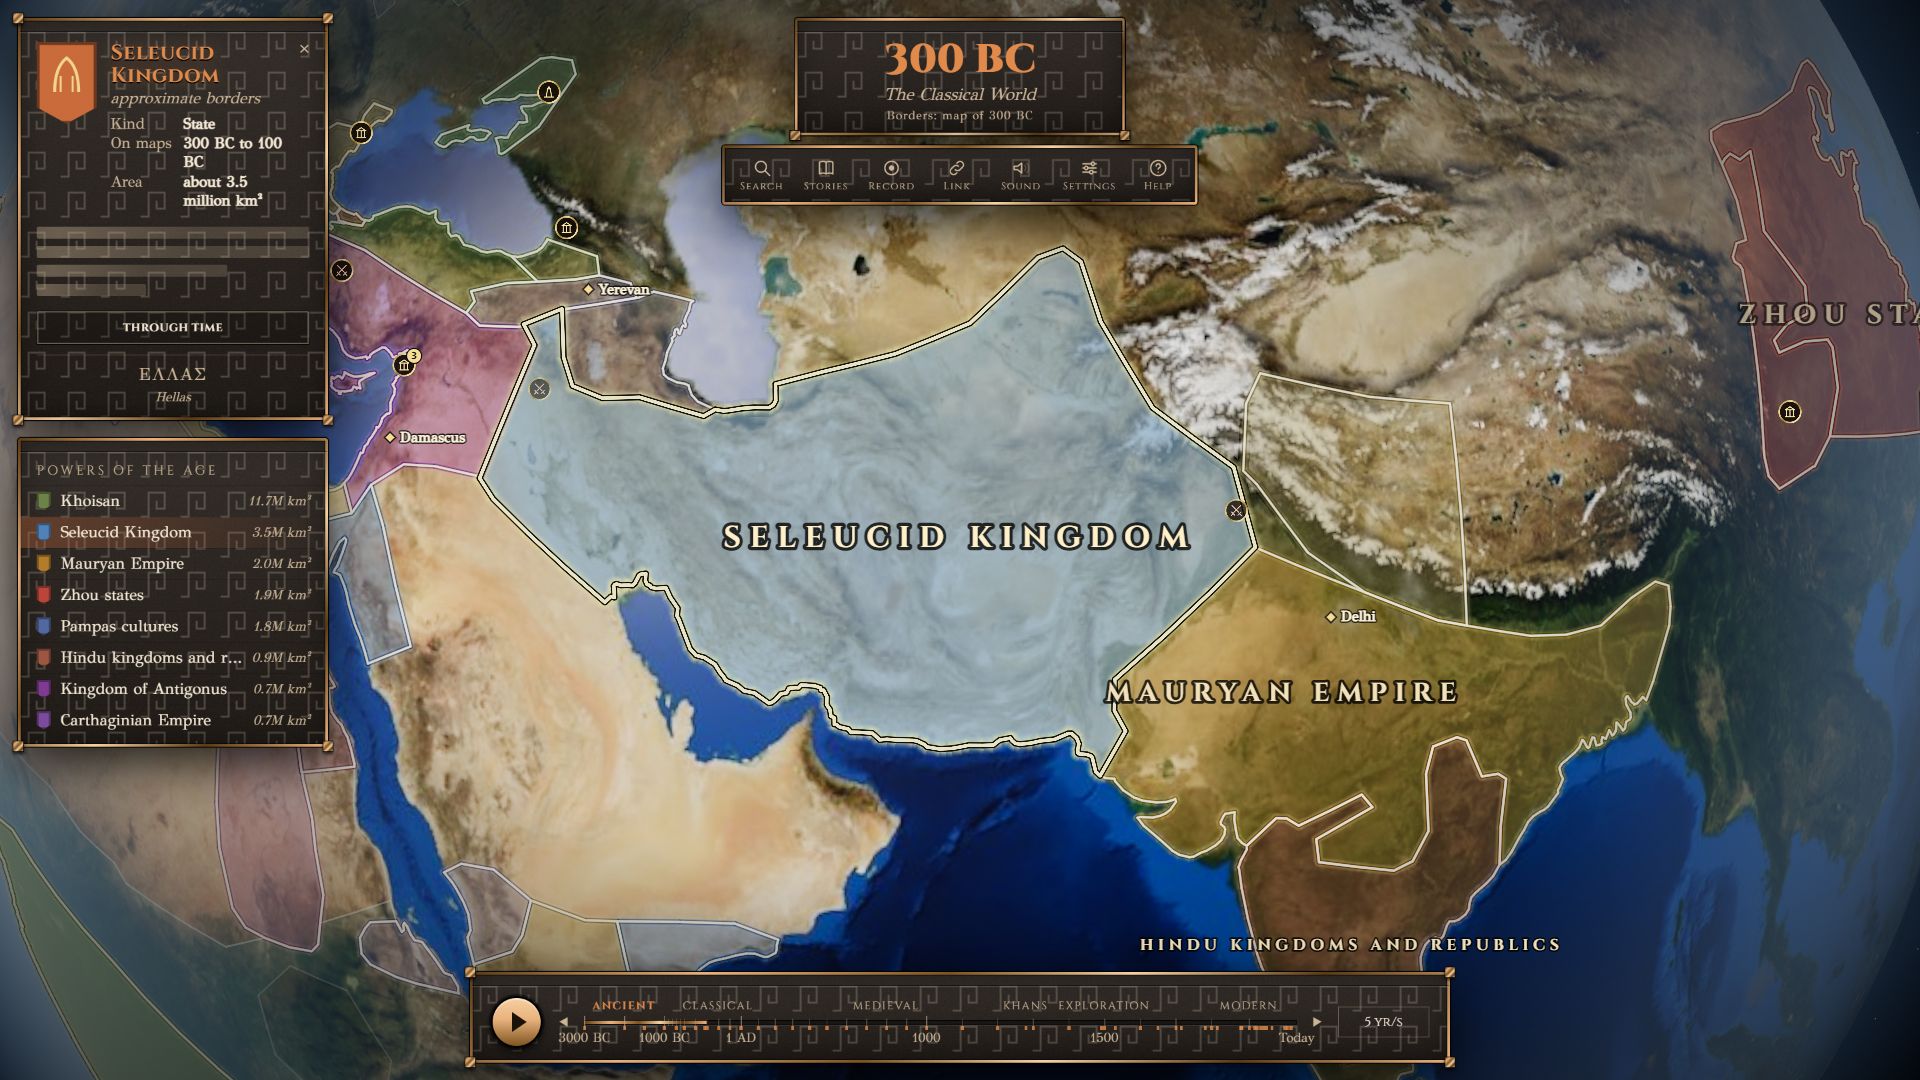 SELEUCID KINGDOM
approximate borders
Kind State
On maps 300 BC to 100 BC
Area about 3.5 million km²
THROUGH TIME
ΕΛΛΑΣ
Hellas
POWERS OF THE AGE
Khoisan 11.7M km²
Seleucid Kingdom 3.5M km²
Mauryan Empire 2.0M km²
Zhou states 1.9M km²
Pampas cultures 1.8M km²
Hindu kingdoms and r... 0.9M km²
Kingdom of Antigonus 0.7M km²
Carthaginian Empire 0.7M km²
300 BC
The Classical World
Borders: map of 300 BC
SEARCH STORIES RECORD LINK SOUND SETTINGS HELP
Yerevan
3
Damascus
ZHOU STA
SELEUCID KINGDOM
Delhi
MAURYAN EMPIRE
HINDU KINGDOMS AND REPUBLICS
ANCIENT CLASSICAL MEDIEVAL KHANS EXPLORATION MODERN
3000 BC 1000 BC 1 AD 1000 1500 Today
5 YR/S